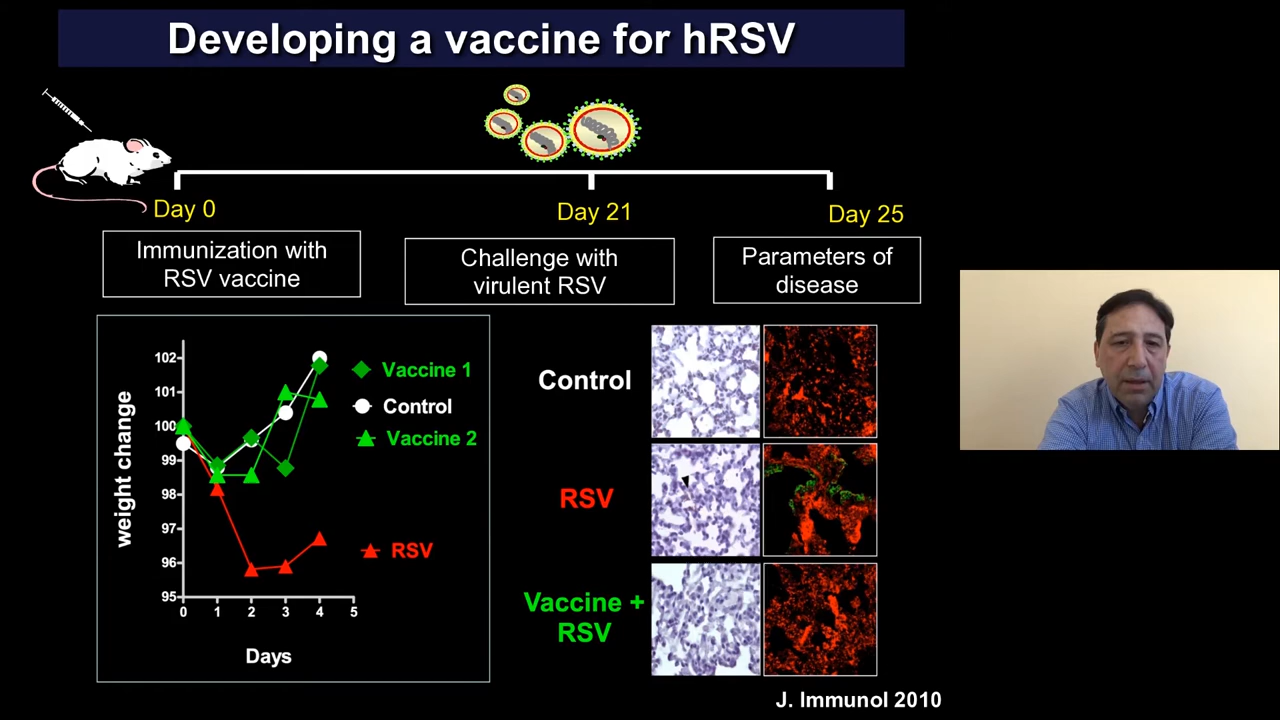 Developing a vaccine for hRSV
Day 0
Day 21
Day 25
Immunization with
RSV vaccine
Challenge with
virulent RSV
Parameters of
disease
weight change
102
101
100
99
98
97
96
95
0
1
2
3
4
5
Days
Vaccine 1
Control
Vaccine 2
RSV
Control
RSV
Vaccine +
RSV
J. Immunol 2010